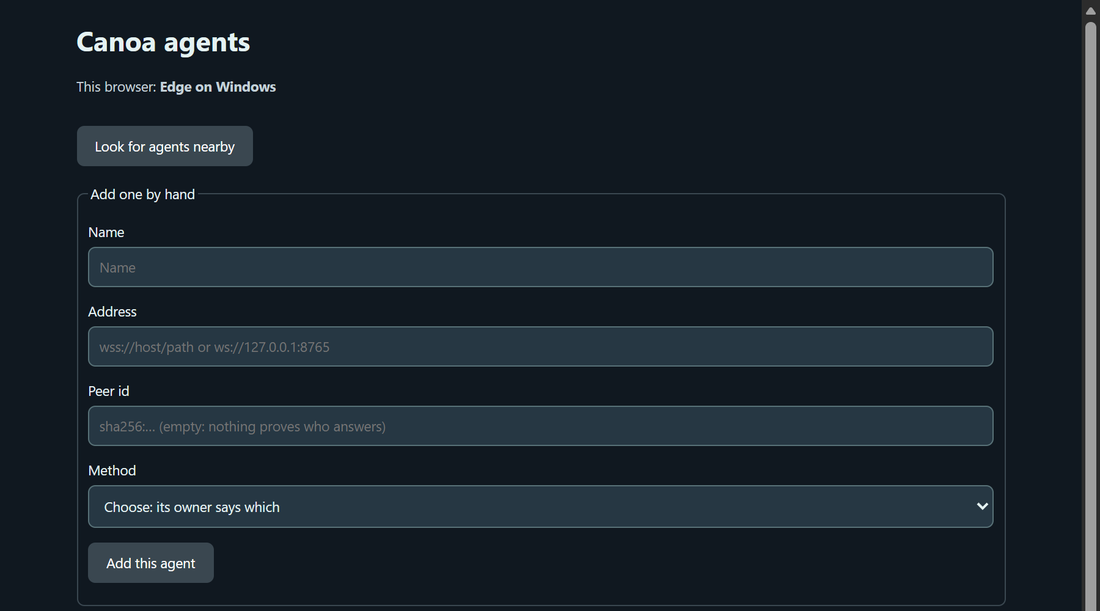 Canoa agents
This browser: Edge on Windows
Look for agents nearby
Add one by hand
Name
Name
Address
wss://host/path or ws://127.0.0.1:8765
Peer id
sha256:... (empty: nothing proves who answers)
Method
Choose: its owner says which
Add this agent